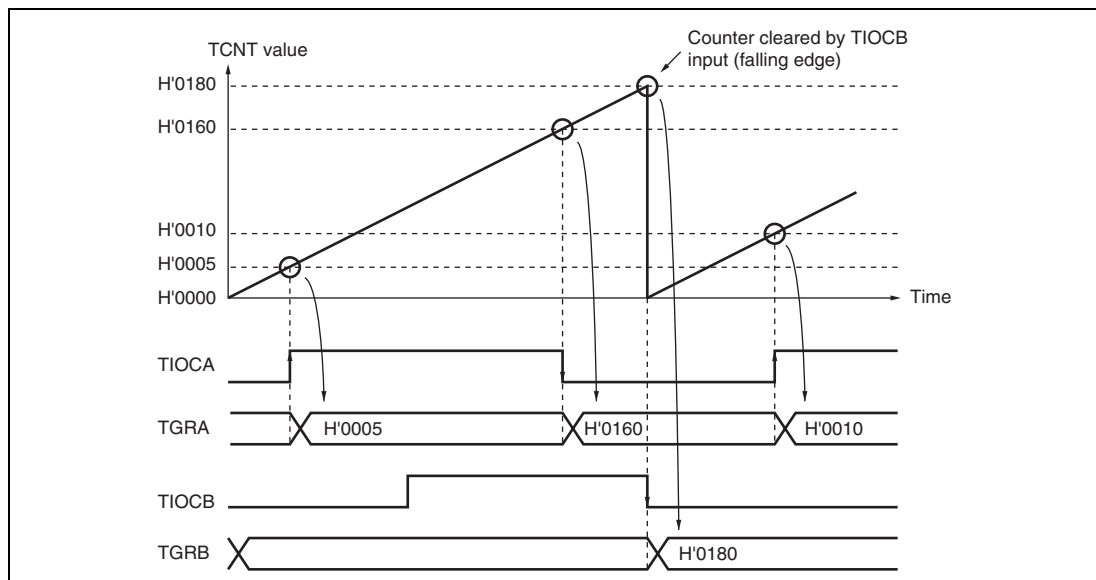 TCNT value
Counter cleared by TIOCB
input (falling edge)
H'0180
H'0160
H'0010
H'0005
H'0000
Time
TIOCA
TGRA
H'0005
H'0160
H'0010
TIOCB
TGRB
H'0180